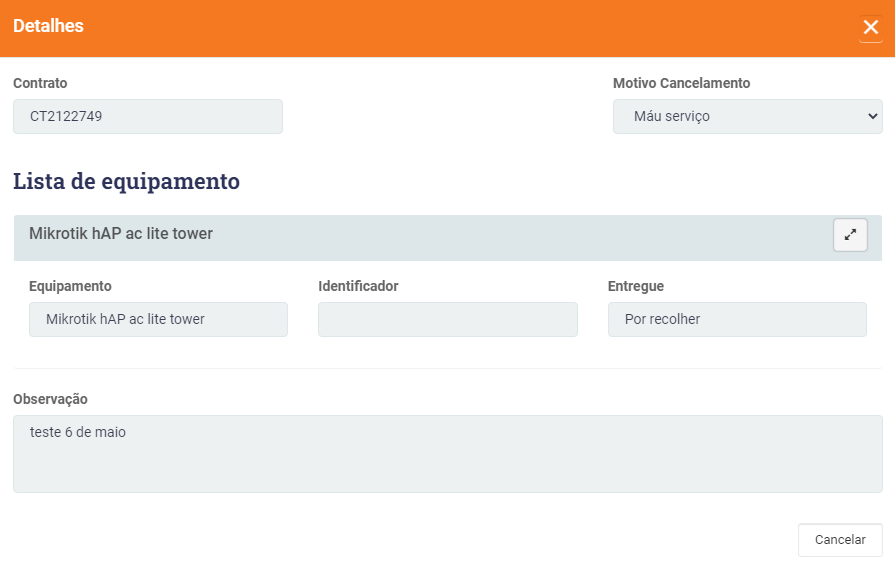 Detalhes
Contrato
Motivo Cancelamento
CT2122749
Máu serviço
Lista de equipamento
Mikrotik hAP ac lite tower
Equipamento
Identificador
Entregue
Mikrotik hAP ac lite tower
Por recolher
Observação
teste 6 de maio
Cancelar